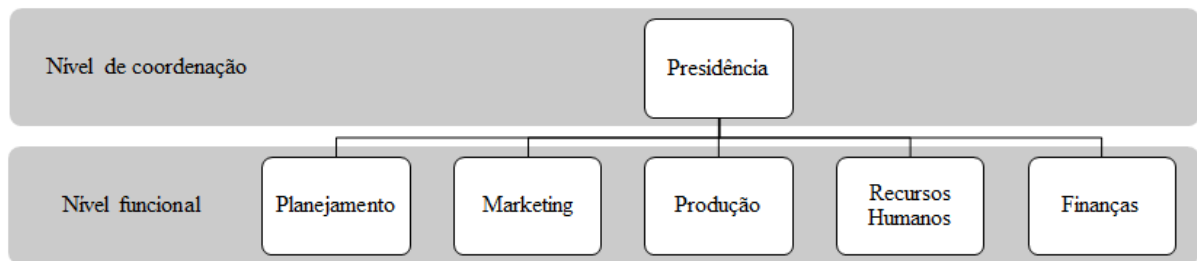 Nível de coordenação
Presidência
Nível funcional
Planejamento
Marketing
Produção
Recursos
Humanos
Finanças